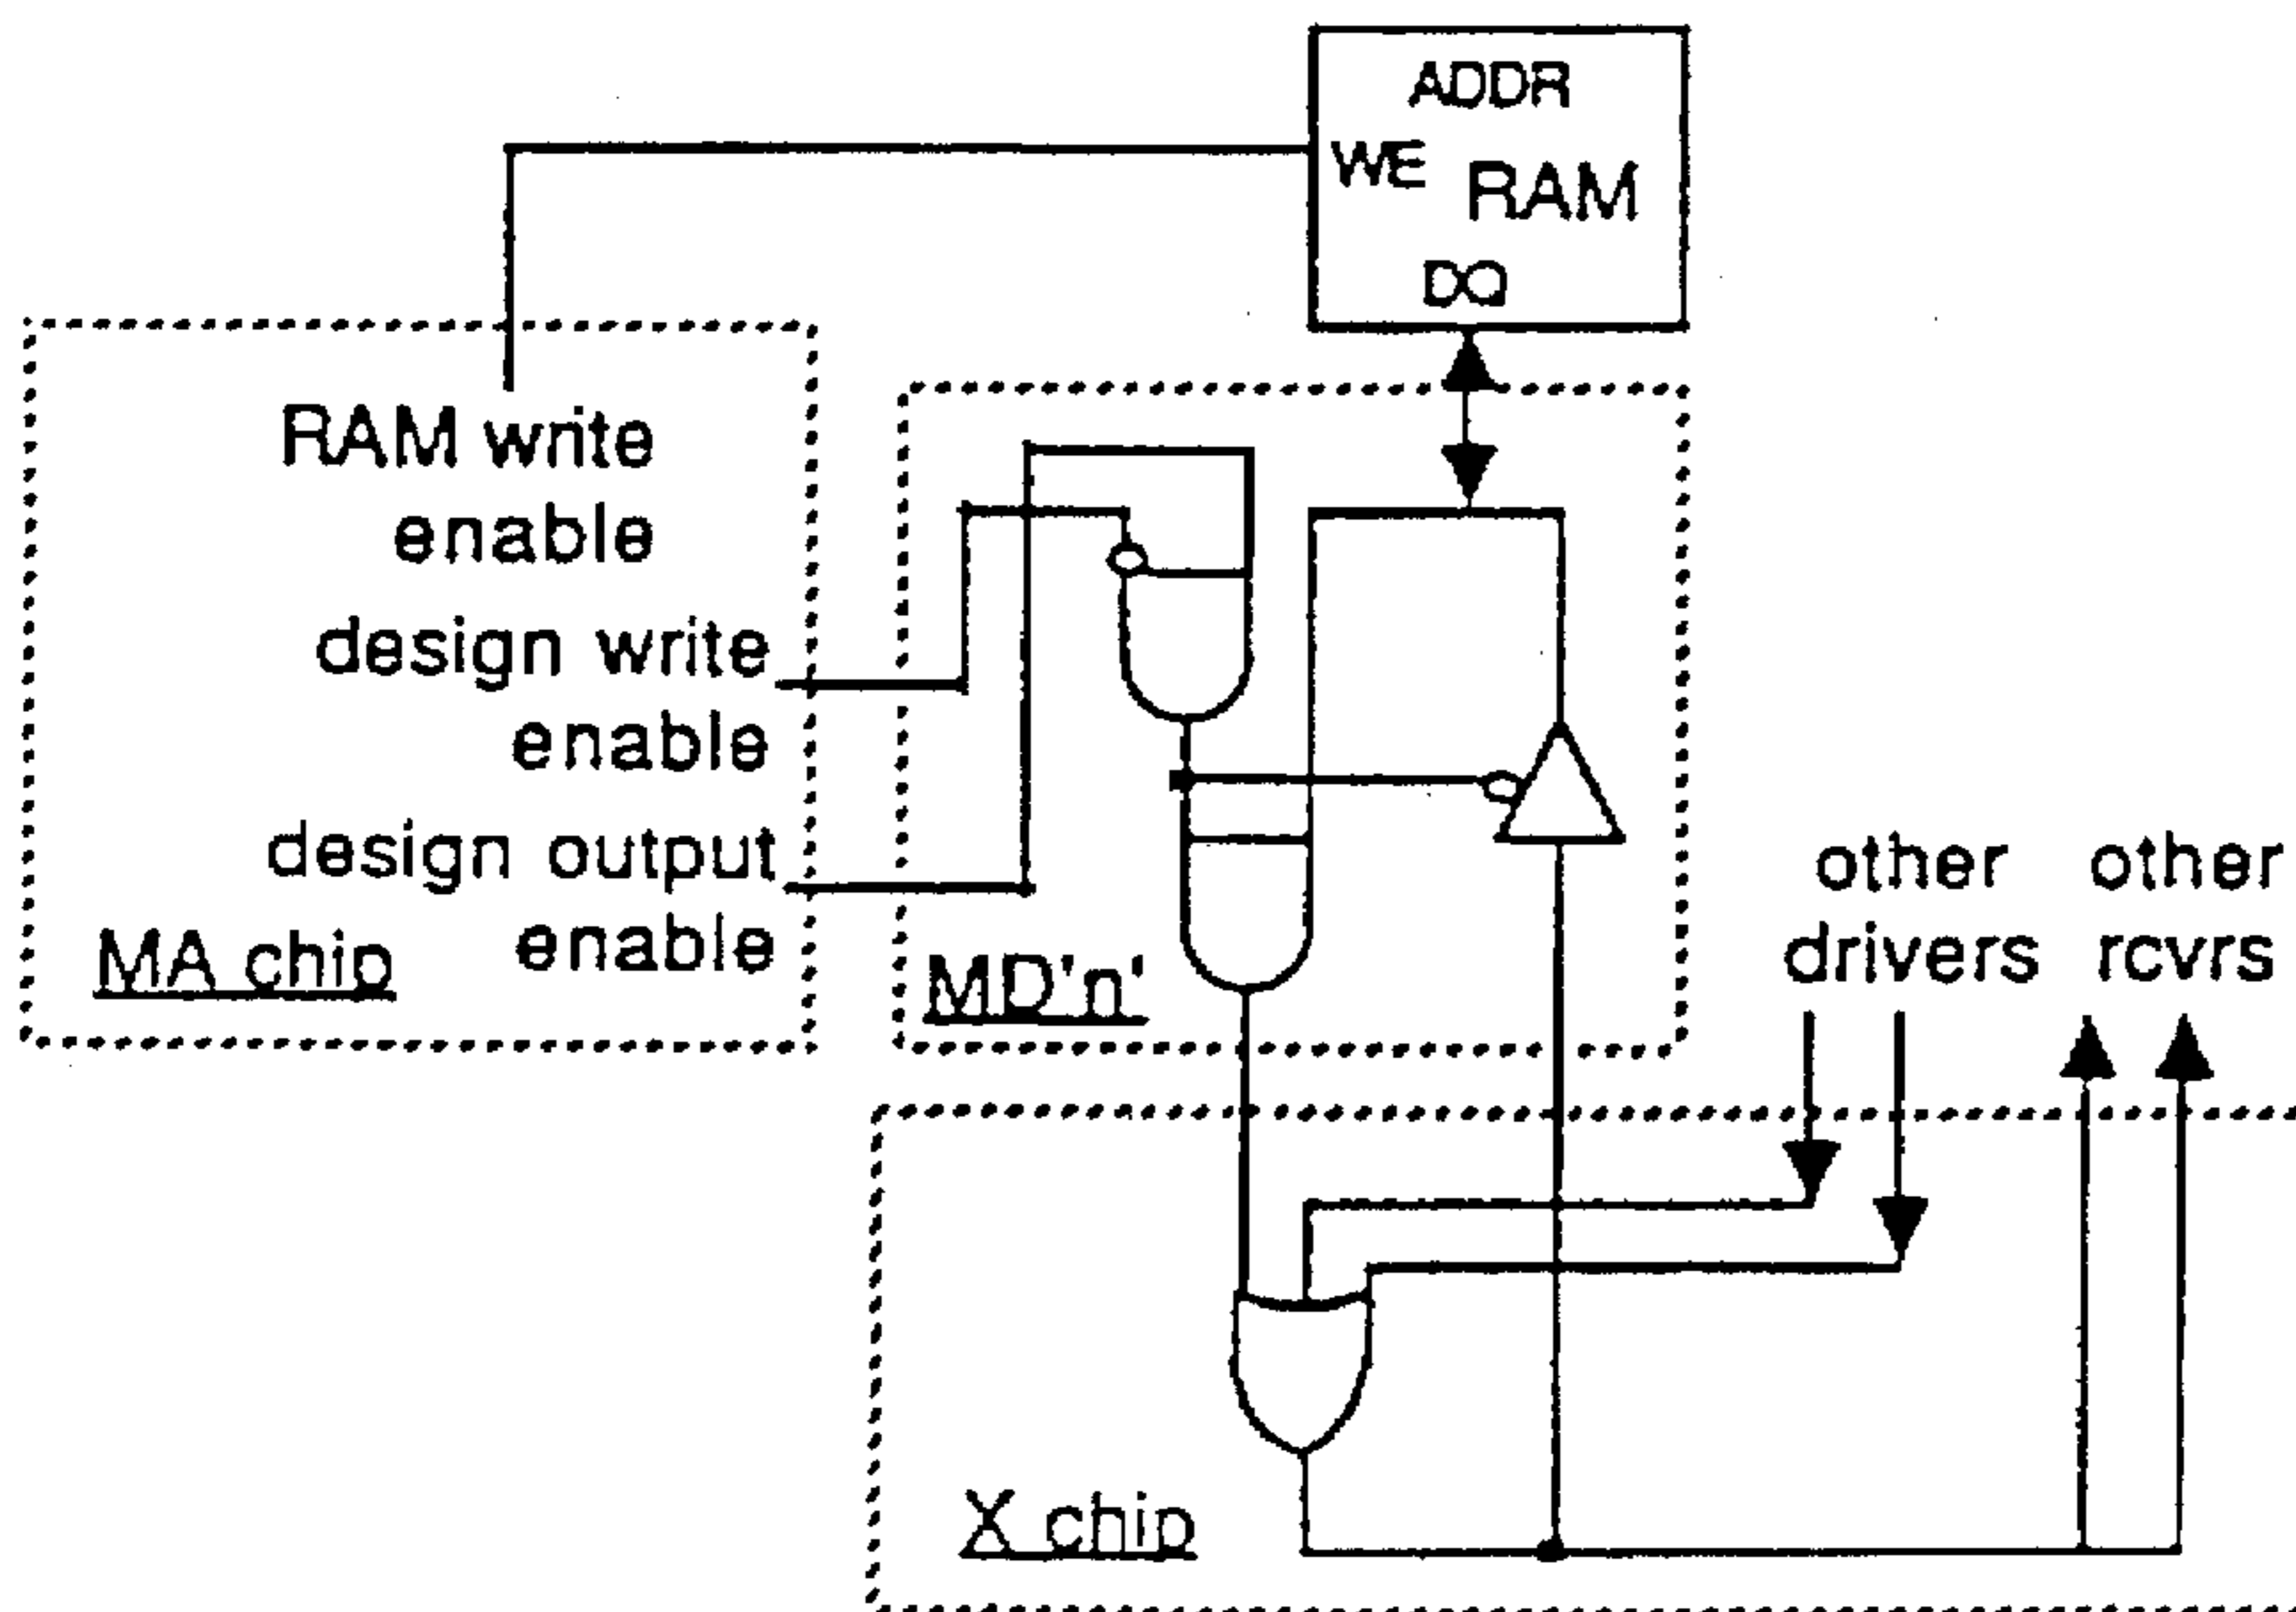 ADDR
WE
RAM
DQ
RAM write
enable
design write
enable
design output
enable
MA chip
MD'n'
other other
drivers rcvrs
X chip